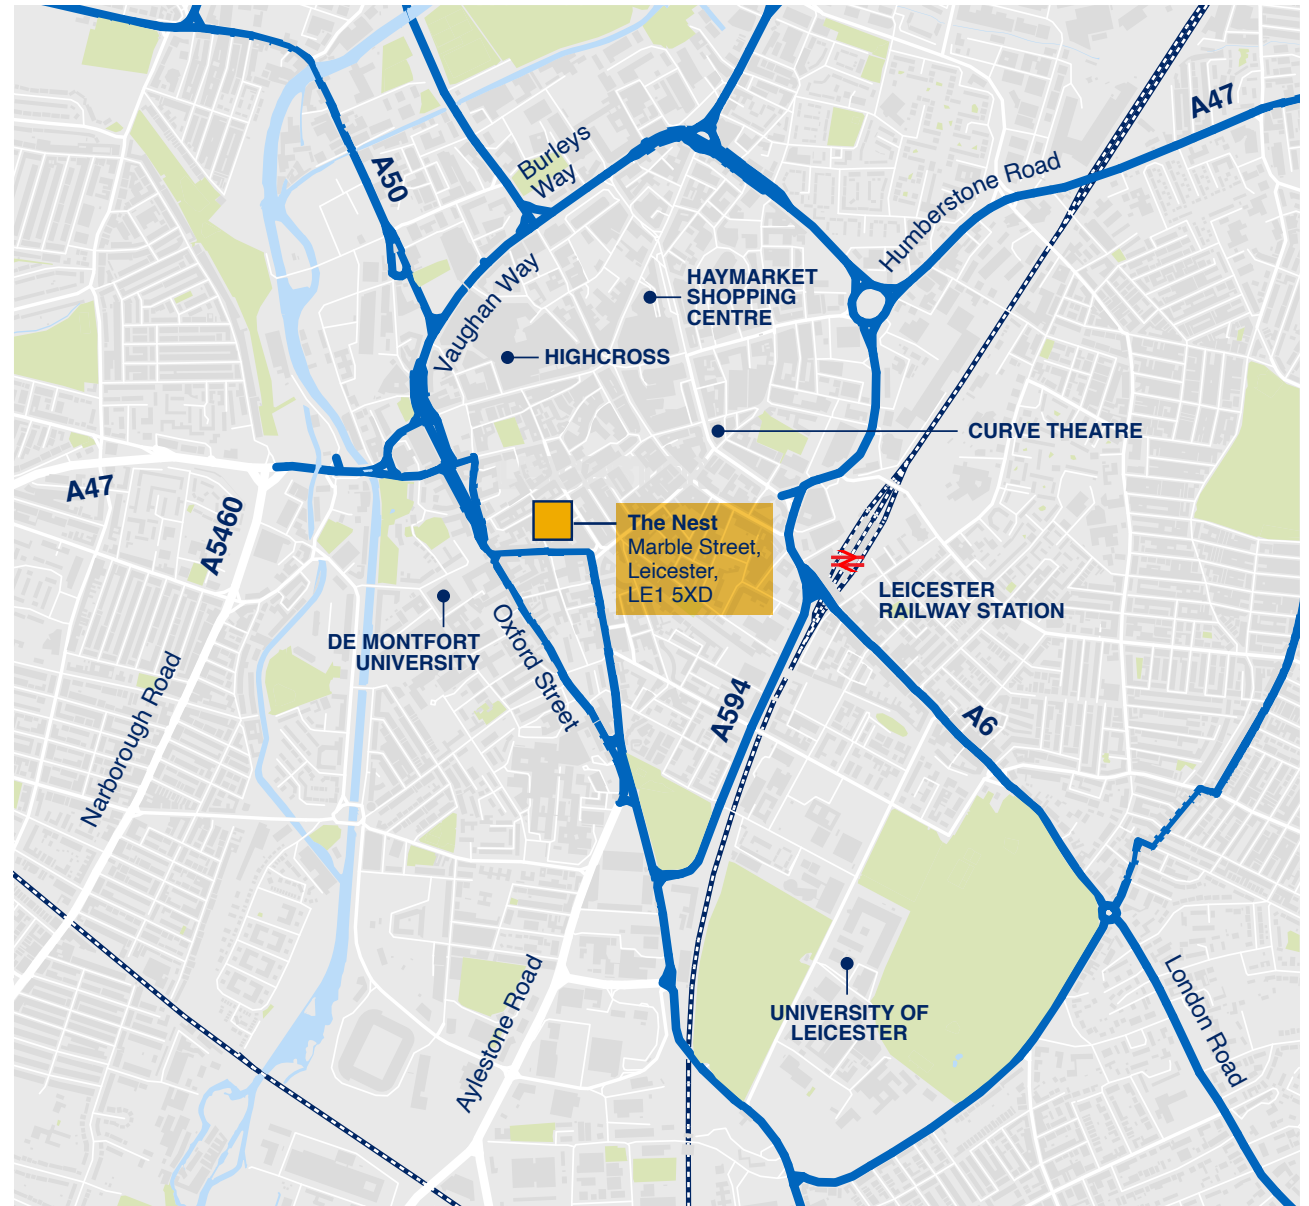 A47
Burleys
Way
A50
Humberstone Road
Vaughan Way
HAYMARKET
SHOPPING
CENTRE
HIGHCROSS
CURVE THEATRE
A47
A5460
The Nest
Marble Street,
Leicester,
LE1 5XD
LEICESTER
RAILWAY STATION
DE MONTFORT
UNIVERSITY
Oxford Street
Narborough Road
A594
A6
Aylestone Road
UNIVERSITY OF
LEICESTER
London Road